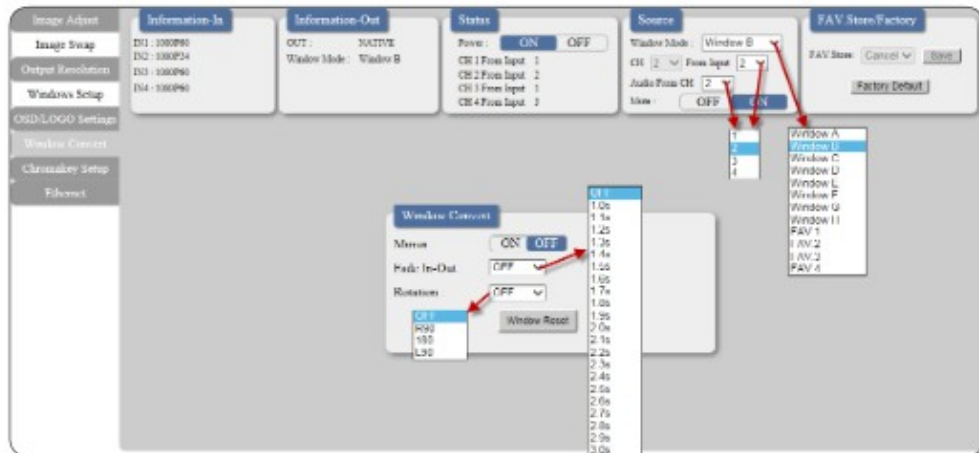 Image Adjust
Image Swap
Output Resolution
Windows Setup
OSD/LOGO Settings
Window Convert
Chromakey Setup
Ethernet
Information-In
IN1 : 1080P60
IN2 : 1080P24
IN3 : 1080P60
IN4 : 1080P60
Information-Out
OUT : NATIVE
Window Mode : Window B
Status
Power : ON OFF
CH 1 From Input 1
CH 2 From Input 2
CH 3 From Input 1
CH 4 From Input 3
Source
Window Mode : Window B
CH 2 From Input 2
Audio From CH 2
Mute : OFF ON
1
2
3
4
Window A
Window B
Window C
Window D
Window E
Window F
Window G
Window H
FAV 1
FAV 2
FAV 3
FAV 4
FAV.Store/Factory
FAV.Store: Cancel Save
Factory Default
Window Convert
Mirror ON OFF
Fade In-Out OFF
Rotation OFF
Window Reset
OFF
R90
180
L90
OFF
1.0s
1.1s
1.2s
1.3s
1.4s
1.5s
1.6s
1.7s
1.8s
1.9s
2.0s
2.1s
2.2s
2.3s
2.4s
2.5s
2.6s
2.7s
2.8s
2.9s
3.0s